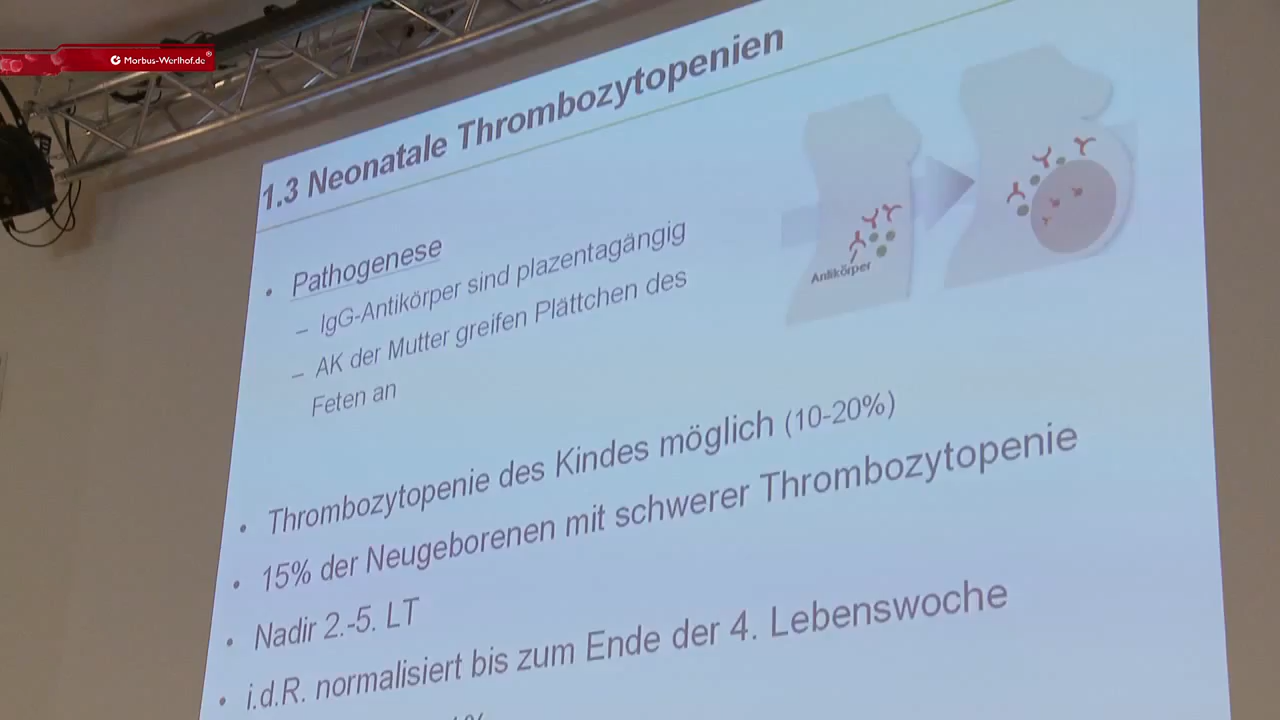 Morbus-Werlhof.de®
1.3 Neonatale Thrombozytopenien
• Pathogenese
– IgG-Antikörper sind plazentagängig
– AK der Mutter greifen Plättchen des
Feten an
Antikörper
• Thrombozytopenie des Kindes möglich (10-20%)
• 15% der Neugeborenen mit schwerer Thrombozytopenie
• Nadir 2.-5. LT
• i.d.R. normalisiert bis zum Ende der 4. Lebenswoche